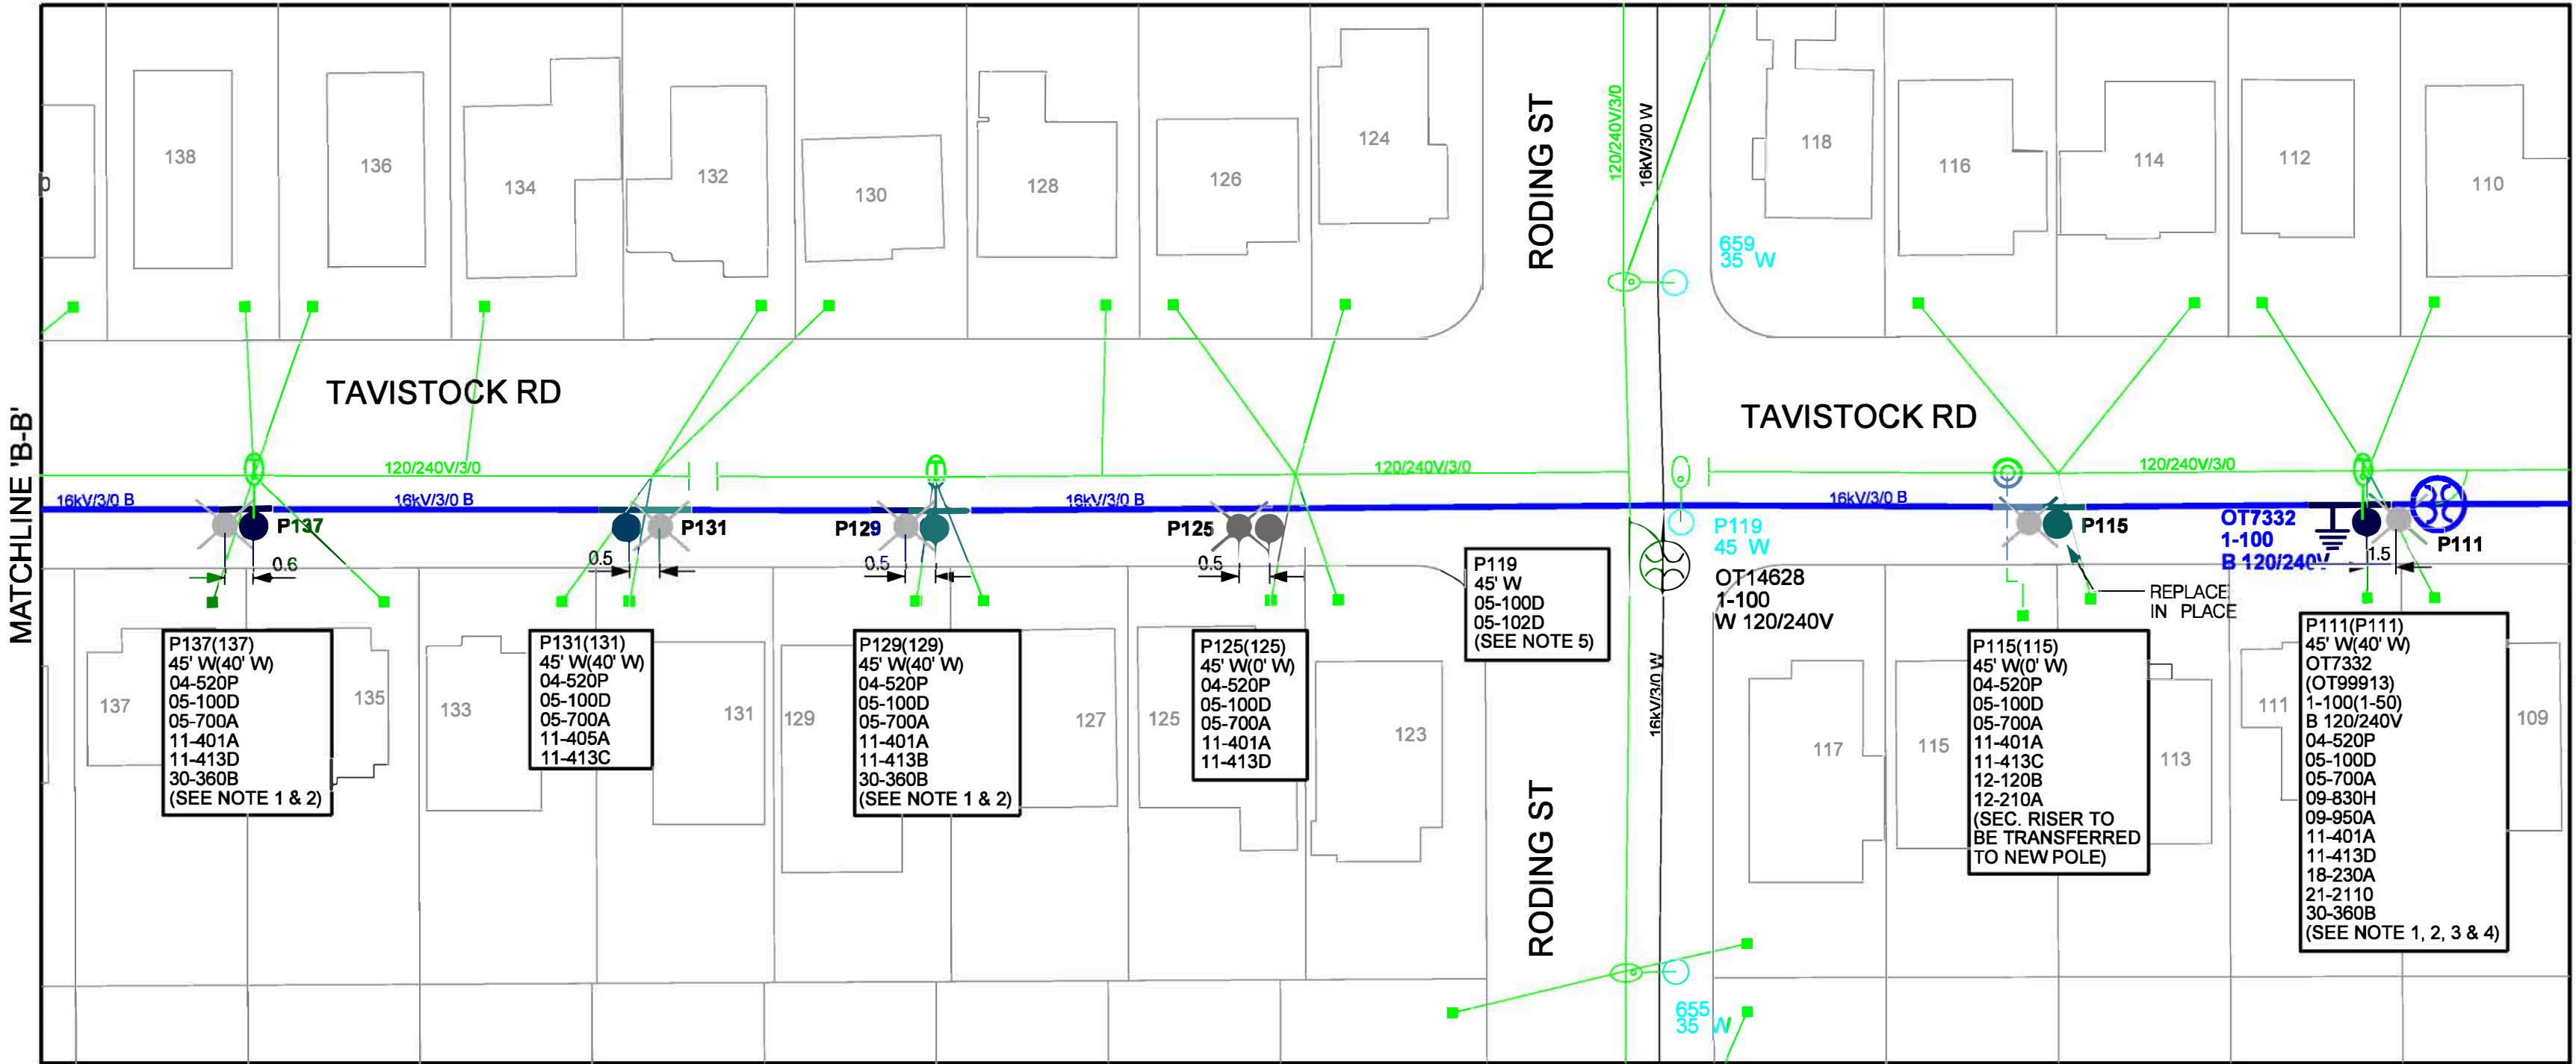 138
136
134
132
130
128
126
124
118
116
114
112
110
RODING ST
120/240V/3/0
16kV/3/0 W
659
35' W
MATCHLINE 'B-B'
TAVISTOCK RD
TAVISTOCK RD
120/240V/3/0
120/240V/3/0
120/240V/3/0
16kV/3/0 B
16kV/3/0 B
16kV/3/0 B
16kV/3/0 B
P137
P131
P129
P125
P119
45' W
P115
OT7332
1-100
B 120/240V
P111
0.6
0.5
0.5
0.5
1.5
OT14628
1-100
W 120/240V
REPLACE
IN PLACE
P119
45' W
05-100D
05-102D
(SEE NOTE 5)
16kV/3/0 W
137
P137(137)
45' W(40' W)
04-520P
05-100D
05-700A
11-401A
11-413D
30-360B
(SEE NOTE 1 & 2)
135
133
P131(131)
45' W(40' W)
04-520P
05-100D
05-700A
11-405A
11-413C
131
129
P129(129)
45' W(40' W)
04-520P
05-100D
05-700A
11-401A
11-413B
30-360B
(SEE NOTE 1 & 2)
127
125
P125(125)
45' W(0' W)
04-520P
05-100D
05-700A
11-401A
11-413D
123
RODING ST
117
115
P115(115)
45' W(0' W)
04-520P
05-100D
05-700A
11-401A
11-413C
12-120B
12-210A
(SEC. RISER TO
BE TRANSFERRED
TO NEW POLE)
113
111
P111(P111)
45' W(40' W)
OT7332
(OT99913)
1-100(1-50)
B 120/240V
04-520P
05-100D
05-700A
09-830H
09-950A
11-401A
11-413D
18-230A
21-2110
30-360B
(SEE NOTE 1, 2, 3 & 4)
109
655
35' W